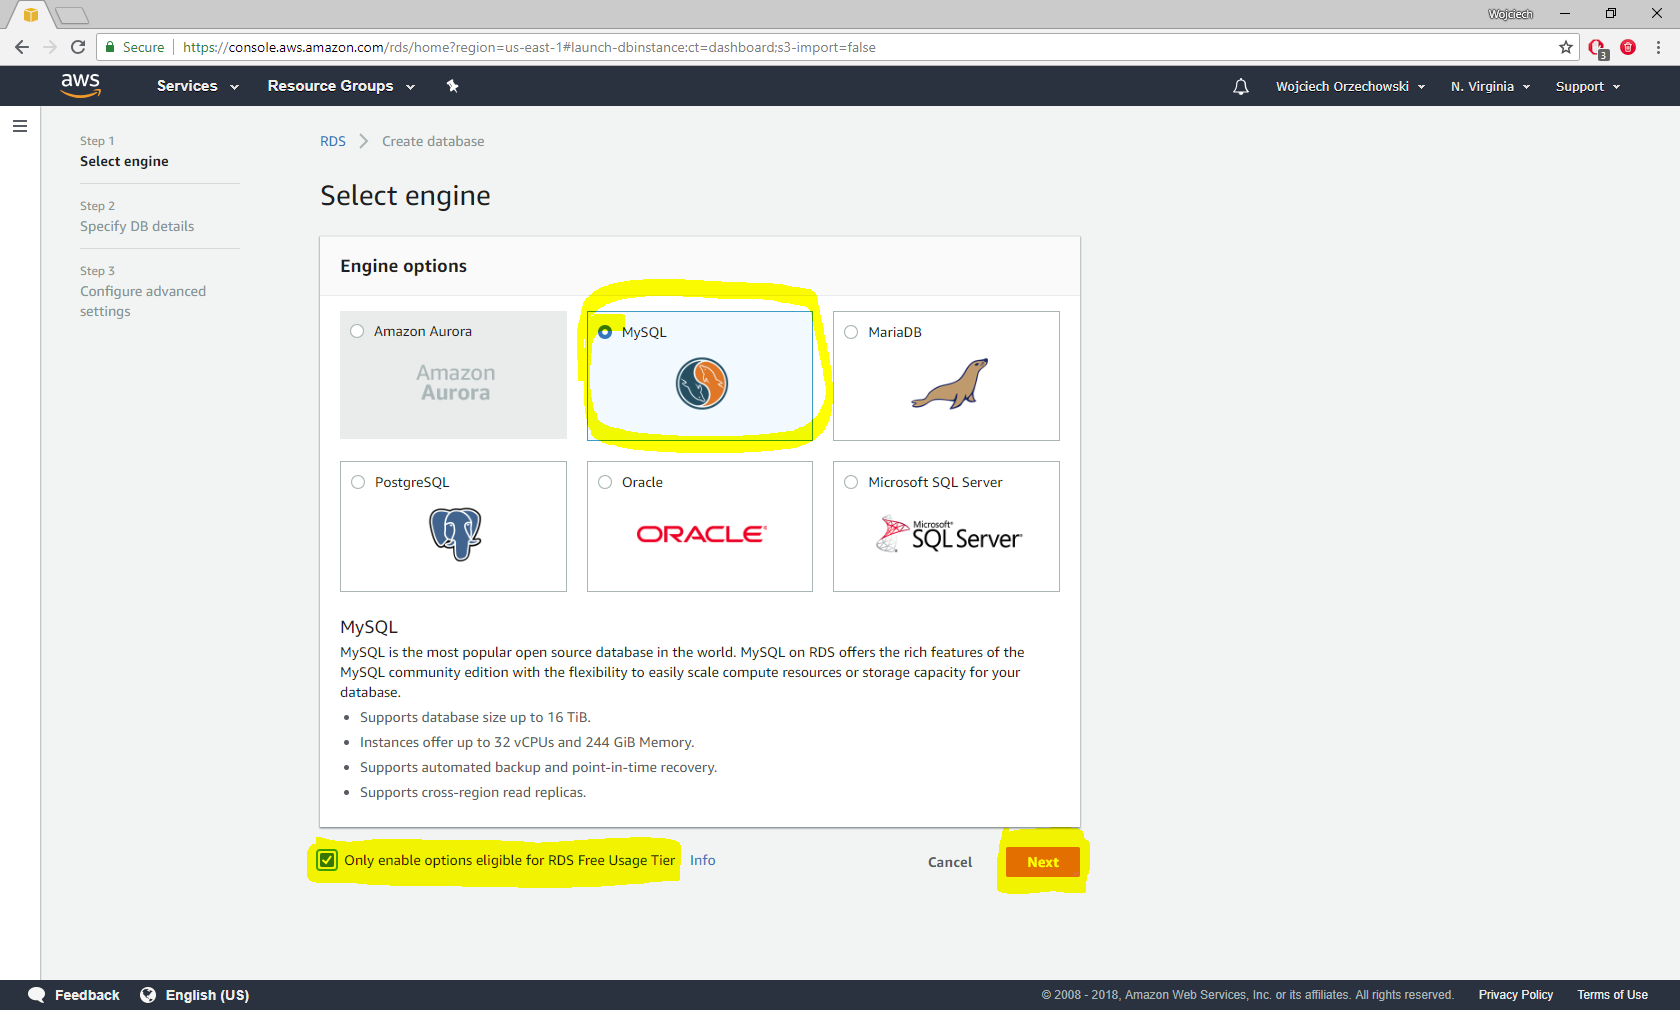 Wojciech
Secure
https://console.aws.amazon.com/rds/home?region=us-east-1#launch-dbinstance:ct=dashboard;s3-import=false
3
aws
Services
Resource Groups
Wojciech Orzechowski
N. Virginia
Support
Step 1
Select engine
Step 2
Specify DB details
Step 3
Configure advanced
settings
RDS
Create database
Select engine
Engine options
Amazon Aurora
Amazon
Aurora
MySQL
MariaDB
PostgreSQL
Oracle
ORACLE
Microsoft SQL Server
Microsoft
SQL Server
MySQL
MySQL is the most popular open source database in the world. MySQL on RDS offers the rich features of the
MySQL community edition with the flexibility to easily scale compute resources or storage capacity for your
database.
• Supports database size up to 16 TiB.
• Instances offer up to 32 vCPUs and 244 GiB Memory.
• Supports automated backup and point-in-time recovery.
• Supports cross-region read replicas.
Only enable options eligible for RDS Free Usage Tier
Info
Cancel
Next
Feedback
English (US)
© 2008 - 2018, Amazon Web Services, Inc. or its affiliates. All rights reserved.
Privacy Policy
Terms of Use